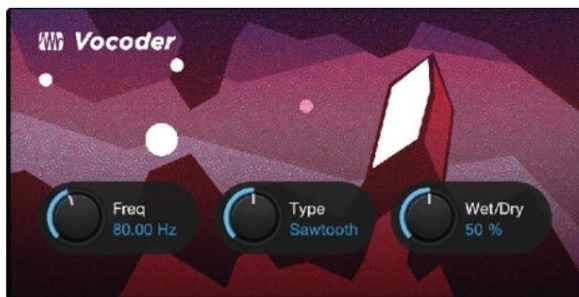 Vocoder
Freq
80.00 Hz
Type
Sawtooth
Wet/Dry
50 %